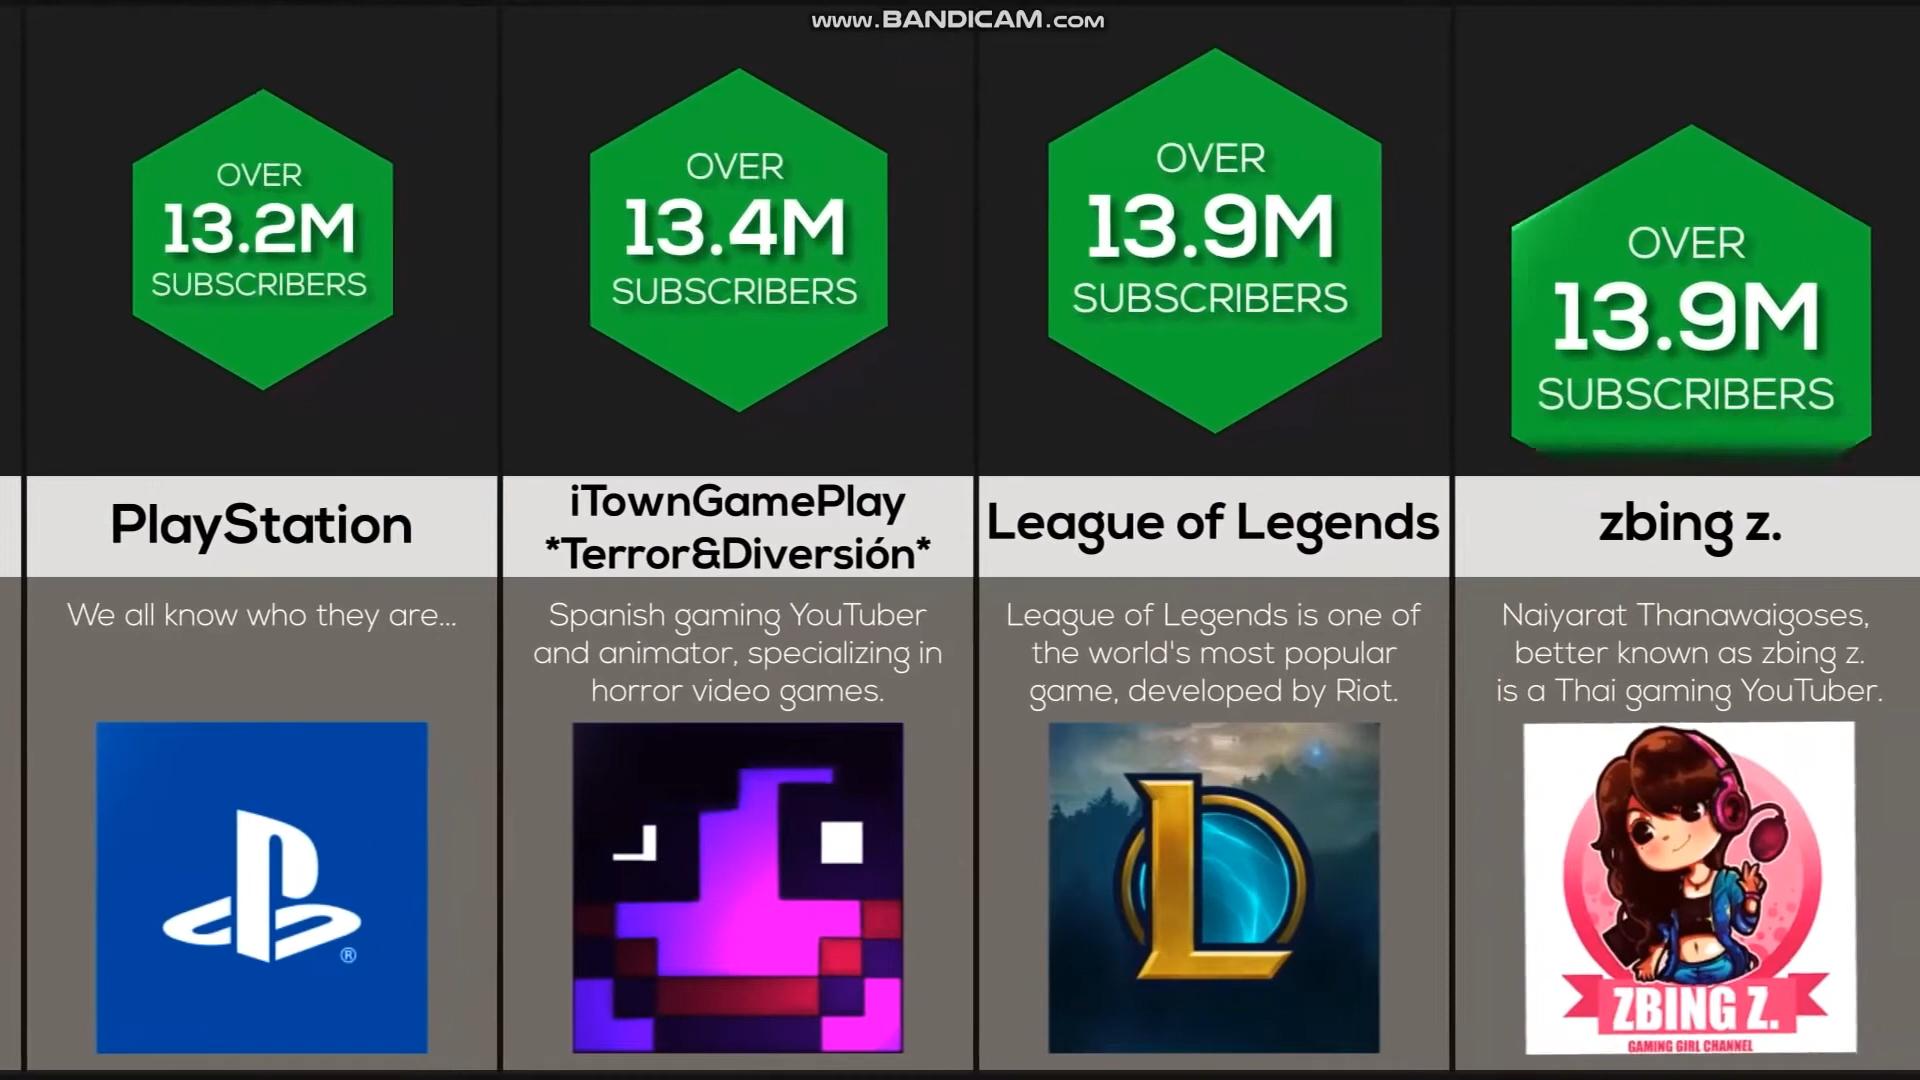 www.BANDICAM.com
OVER
13.2M
SUBSCRIBERS
PlayStation
We all know who they are...
®
OVER
13.4M
SUBSCRIBERS
iTownGamePlay
*Terror&Diversión*
Spanish gaming YouTuber
and animator, specializing in
horror video games.
OVER
13.9M
SUBSCRIBERS
League of Legends
League of Legends is one of
the world's most popular
game, developed by Riot.
L
OVER
13.9M
SUBSCRIBERS
zbing z.
Naiyarat Thanawaigoses,
better known as zbing z.
is a Thai gaming YouTuber.
ZBING Z.
GAMING GIRL CHANNEL